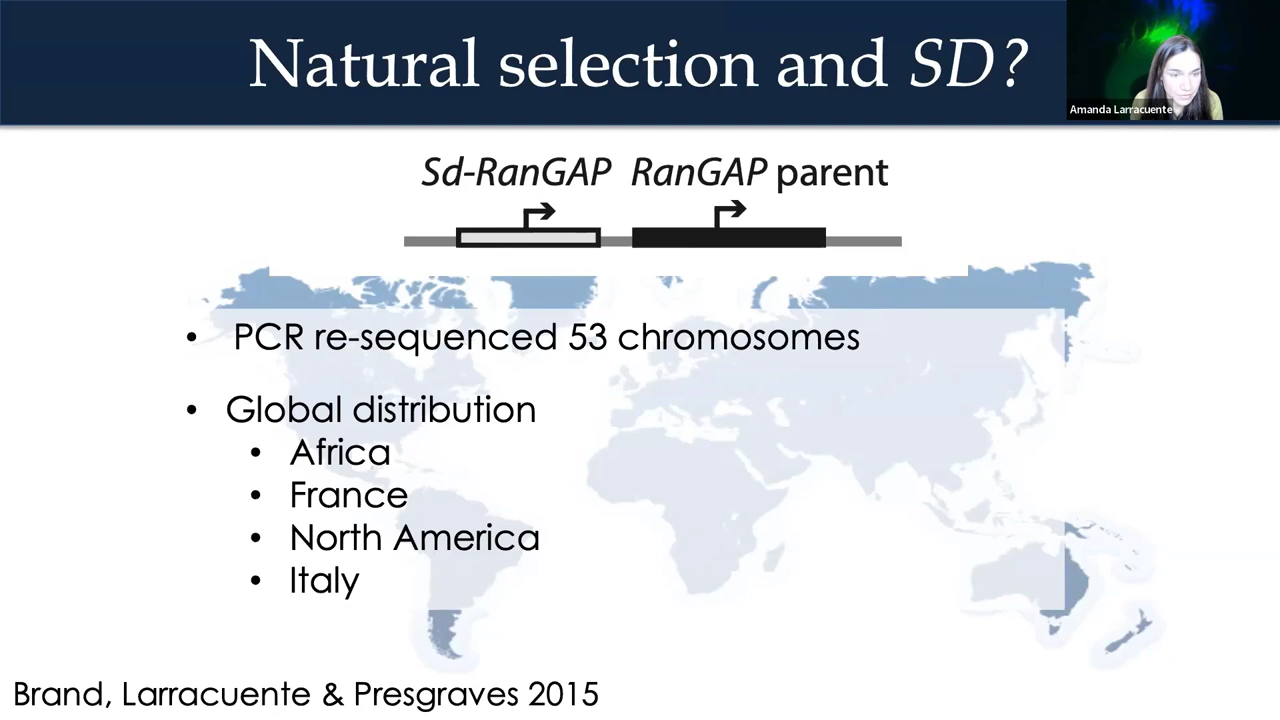 Natural selection and SD?
Amanda Larracuente
Sd-RanGAP RanGAP parent
• PCR re-sequenced 53 chromosomes
• Global distribution
• Africa
• France
• North America
• Italy
Brand, Larracuente & Presgraves 2015